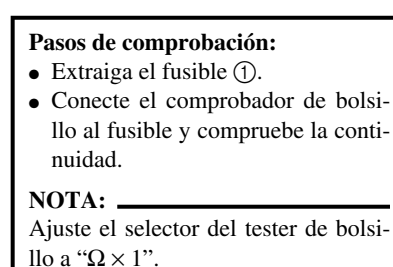 Pasos de comprobación:
● Extraiga el fusible ①.
● Conecte el comprobador de bolsi-
llo al fusible y compruebe la conti-
nuidad.
NOTA:
Ajuste el selector del tester de bolsi-
llo a “Ω × 1”.